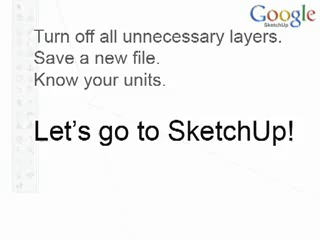 Google
SketchUp
Turn off all unnecessary layers.
Save a new file.
Know your units.
Let's go to SketchUp!